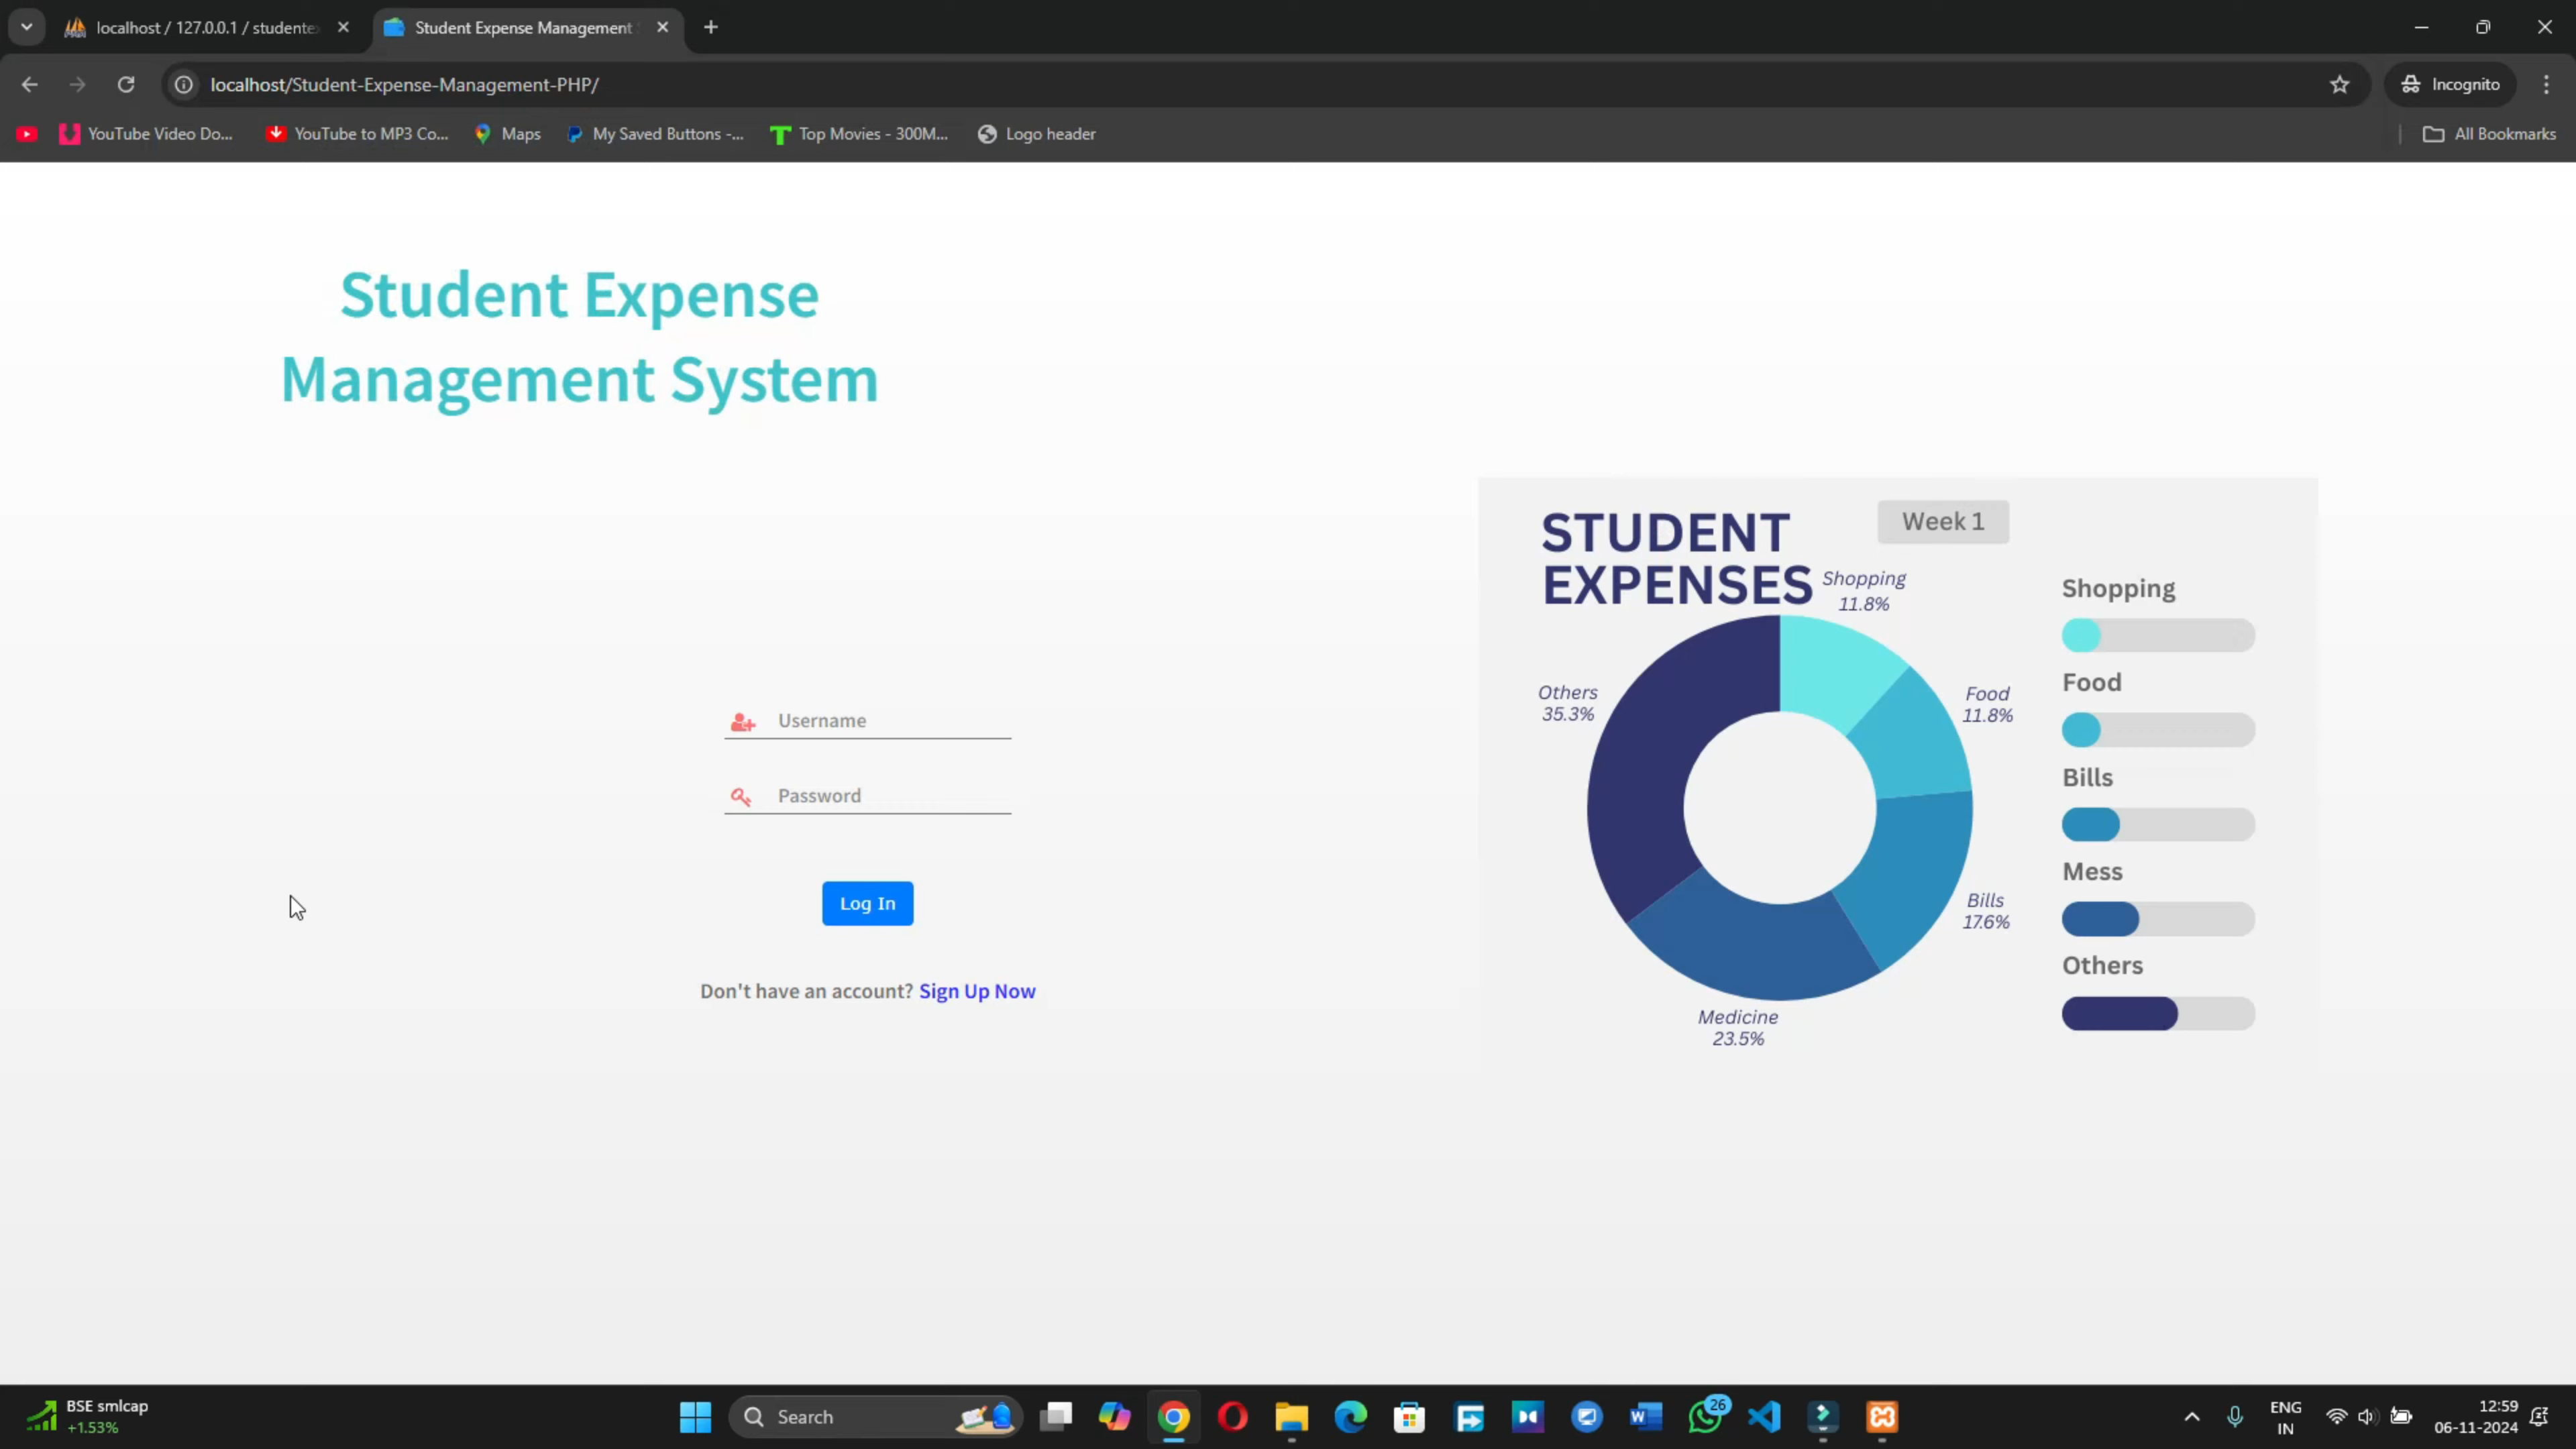 localhost / 127.0.0.1 / studente
Student Expense Management
localhost/Student-Expense-Management-PHP/
Incognito
YouTube Video Do...
YouTube to MP3 Co...
Maps
My Saved Buttons -...
Top Movies - 300M...
Logo header
All Bookmarks
Student Expense
Management System
Username
Password
Log In
Don't have an account? Sign Up Now
STUDENT
EXPENSES
Week 1
Shopping
11.8%
Food
11.8%
Bills
17.6%
Medicine
23.5%
Others
35.3%
Shopping
Food
Bills
Mess
Others
BSE smlcap
+1.53%
Search
26
ENG
IN
12:59
06-11-2024